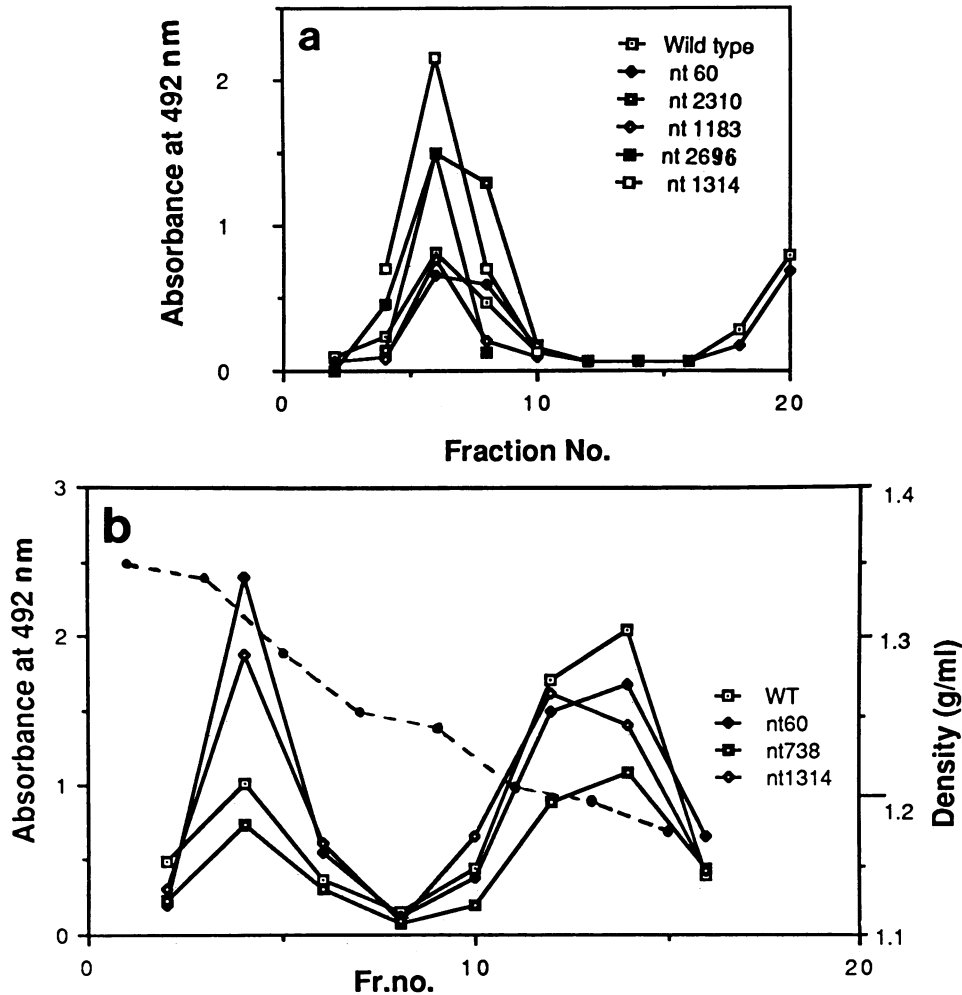 a
Absorbance at 492 nm
2
1
0
0
10
20
Fraction No.
Wild type
nt 60
nt 2310
nt 1183
nt 2696
nt 1314
b
Absorbance at 492 nm
3
2
1
0
0
10
20
Fr.no.
1.4
1.3
1.2
1.1
Density (g/ml)
WT
nt60
nt738
nt1314